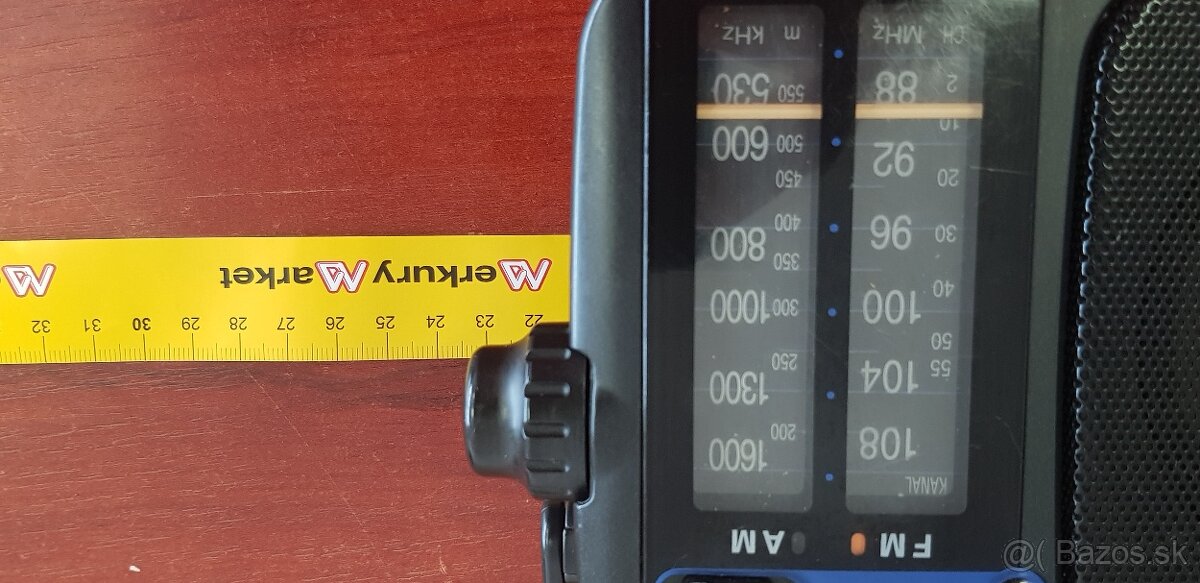 FM AM
KANAL
108 104 100 96 92 88 MHz
55 50 40 30 20 10 2 CH
200 250 300 350 400 450 500 550 m
1600 1300 1000 800 600 530 kHz
Merkury Market
22 23 24 25 26 27 28 29 30 31 32
@( Bazos.sk